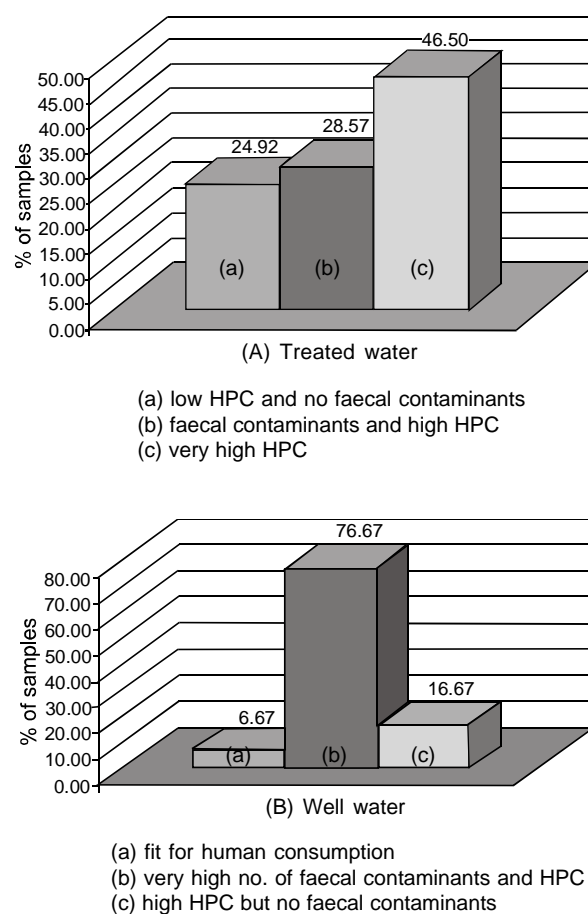 46.50
50.00
45.00
28.57
40.00
24.92
35.00
30.00
25.00
20.00
15.00
10.00
5.00
0.00
% of samples
(a)
(b)
(c)
(A) Treated water
(a) low HPC and no faecal contaminants
(b) faecal contaminants and high HPC
(c) very high HPC
76.67
80.00
70.00
60.00
50.00
40.00
30.00
20.00
10.00
0.00
% of samples
6.67
16.67
(a)
(b)
(c)
(B) Well water
(a) fit for human consumption
(b) very high no. of faecal contaminants and HPC
(c) high HPC but no faecal contaminants